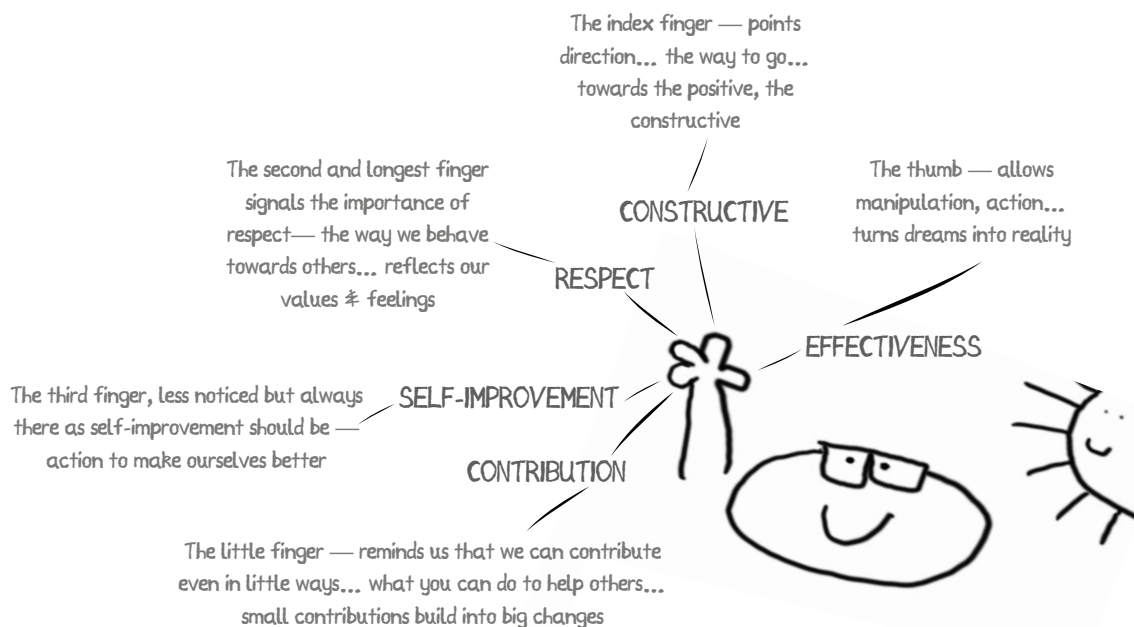 The index finger — points
direction... the way to go...
towards the positive, the
constructive
CONSTRUCTIVE
The thumb — allows
manipulation, action...
turns dreams into reality
EFFECTIVENESS
The second and longest finger
signals the importance of
respect— the way we behave
towards others... reflects our
values & feelings
RESPECT
The third finger, less noticed but always
there as self-improvement should be —
action to make ourselves better
SELF-IMPROVEMENT
CONTRIBUTION
The little finger — reminds us that we can contribute
even in little ways... what you can do to help others...
small contributions build into big changes